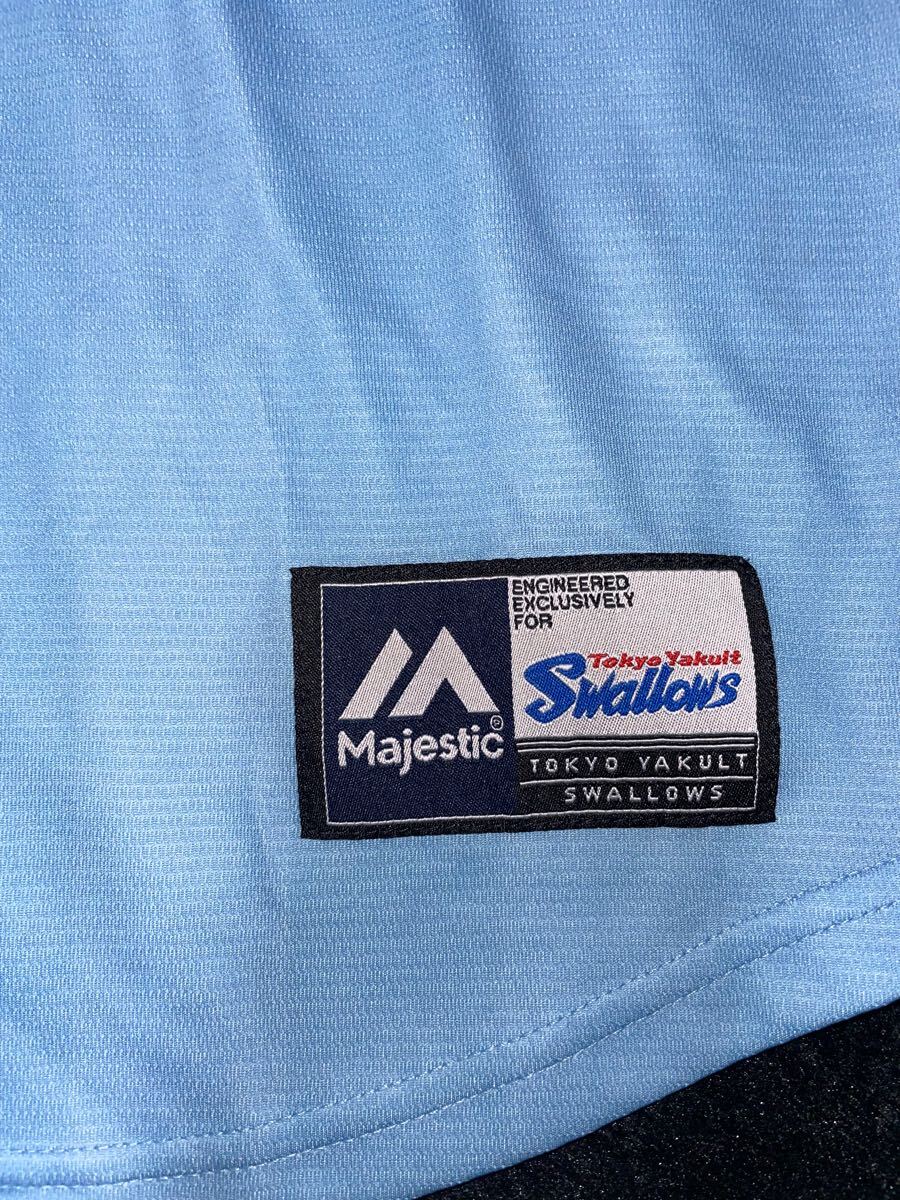 Majestic®
ENGINEERED
EXCLUSIVELY
FOR
Tokyo Yakult
Swallows
TOKYO YAKULT
SWALLOWS